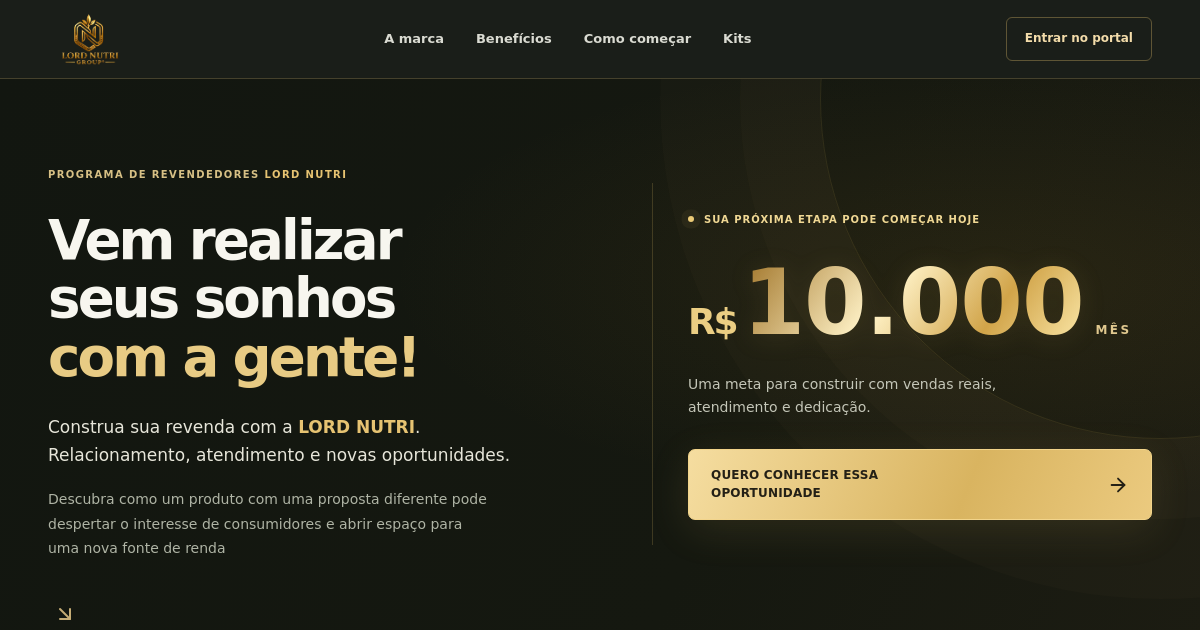 LORD NUTRI
GROUP
A marca
Benefícios
Como começar
Kits
Entrar no portal
PROGRAMA DE REVENDEDORES LORD NUTRI
Vem realizar
seus sonhos
com a gente!
Construa sua revenda com a LORD NUTRI.
Relacionamento, atendimento e novas oportunidades.
Descubra como um produto com uma proposta diferente pode
despertar o interesse de consumidores e abrir espaço para
uma nova fonte de renda
SUA PRÓXIMA ETAPA PODE COMEÇAR HOJE
R$ 10.000 MÊS
Uma meta para construir com vendas reais,
atendimento e dedicação.
QUERO CONHECER ESSA
OPORTUNIDADE